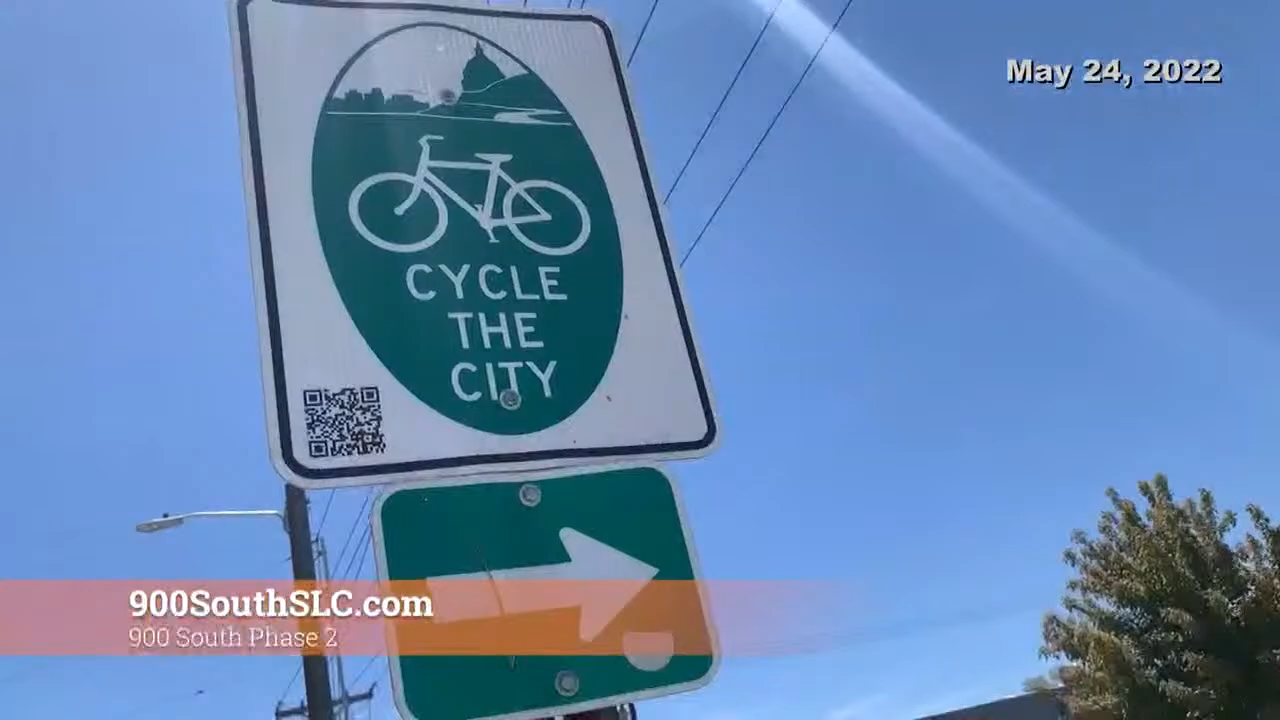 May 24, 2022
CYCLE
THE
CITY
900SouthSLC.com
900 South Phase 2